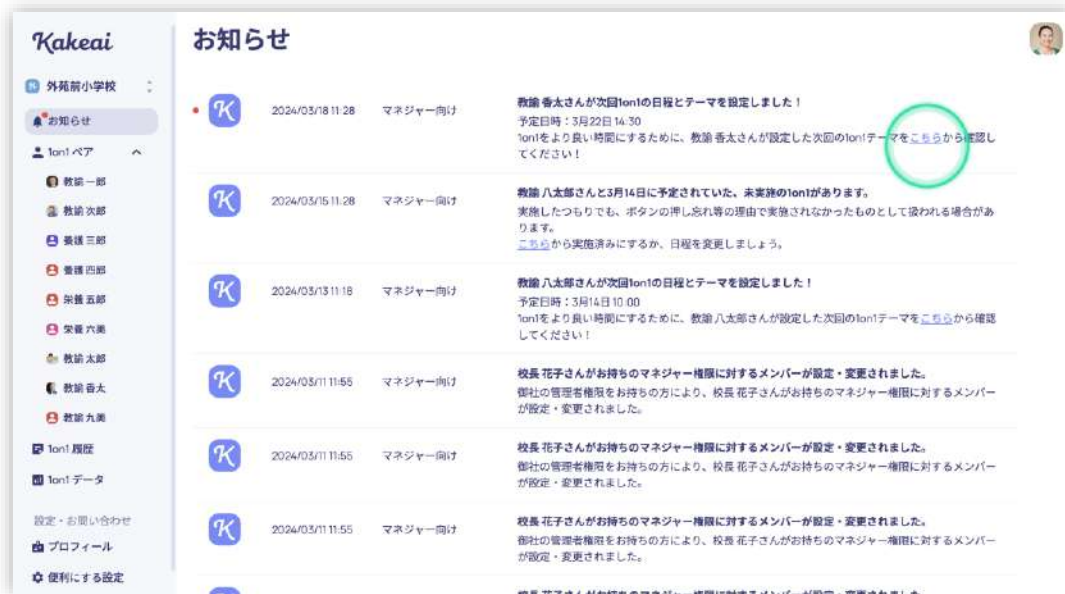 Kakeai
外苑前小学校
お知らせ
1on1 ペア
教諭 一郎
教諭 次郎
養護 三郎
養護 四郎
栄養 五郎
栄養 六美
教諭 太郎
教諭 香太
教諭 九美
1on1 履歴
1on1 データ
設定・お問い合わせ
プロフィール
便利にする設定
お知らせ
2024/03/18 11:28 マネジャー向け
教諭 香太さんが次回1on1の日程とテーマを設定しました！
予定日時：3月22日 14:30
1on1をより良い時間にするために、教諭 香太さんが設定した次回の1on1テーマをこちらから確認し
てください！
2024/03/15 11:28 マネジャー向け
教諭 八太郎さんと3月14日に予定されていた、未実施の1on1があります。
実施したつもりでも、ボタンの押し忘れ等の理由で実施されなかったものとして扱われる場合があ
ります。
こちらから実施済みにするか、日程を変更しましょう。
2024/03/13 11:18 マネジャー向け
教諭 八太郎さんが次回1on1の日程とテーマを設定しました！
予定日時：3月14日 10:00
1on1をより良い時間にするために、教諭 八太郎さんが設定した次回の1on1テーマをこちらから確認
してください！
2024/03/11 11:55 マネジャー向け
校長 花子さんがお持ちのマネジャー権限に対するメンバーが設定・変更されました。
御社の管理者権限をお持ちの方により、校長 花子さんがお持ちのマネジャー権限に対するメンバー
が設定・変更されました。
2024/03/11 11:55 マネジャー向け
校長 花子さんがお持ちのマネジャー権限に対するメンバーが設定・変更されました。
御社の管理者権限をお持ちの方により、校長 花子さんがお持ちのマネジャー権限に対するメンバー
が設定・変更されました。
2024/03/11 11:55 マネジャー向け
校長 花子さんがお持ちのマネジャー権限に対するメンバーが設定・変更されました。
御社の管理者権限をお持ちの方により、校長 花子さんがお持ちのマネジャー権限に対するメンバー
が設定・変更されました。